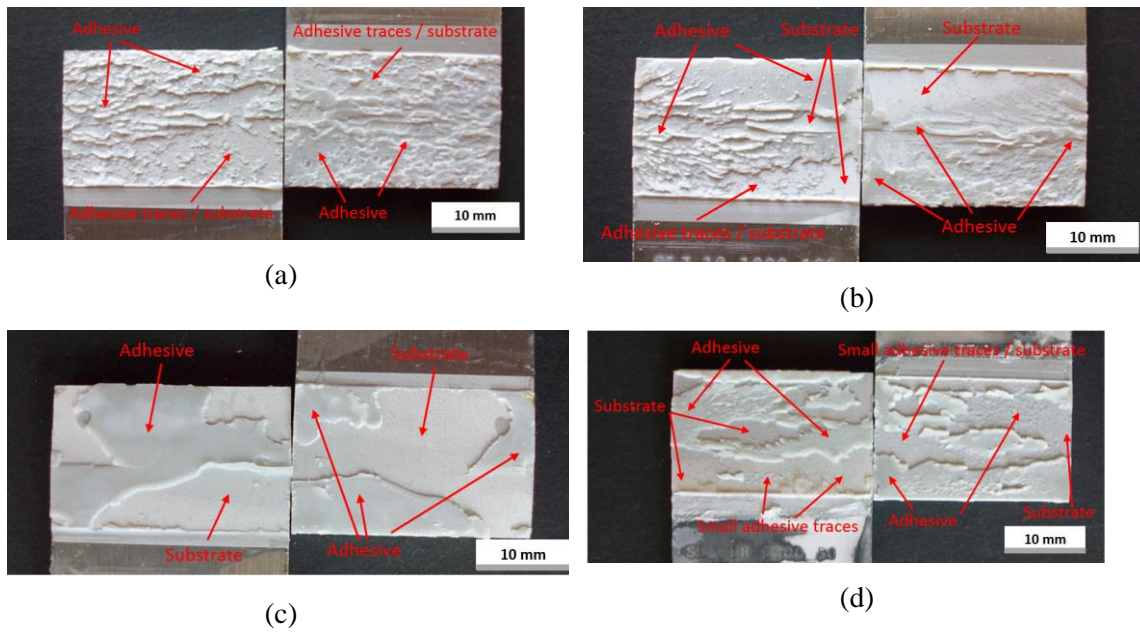 Adhesive
Adhesive traces / substrate
Adhesive traces / substrate
Adhesive
10 mm
(a)
Adhesive
Substrate
Substrate
Adhesive traces / substrate
Adhesive
10 mm
(b)
Adhesive
Substrate
Substrate
Adhesive
10 mm
(c)
Adhesive
Small adhesive traces / substrate
Substrate
Small adhesive traces
Adhesive
Substrate
10 mm
(d)